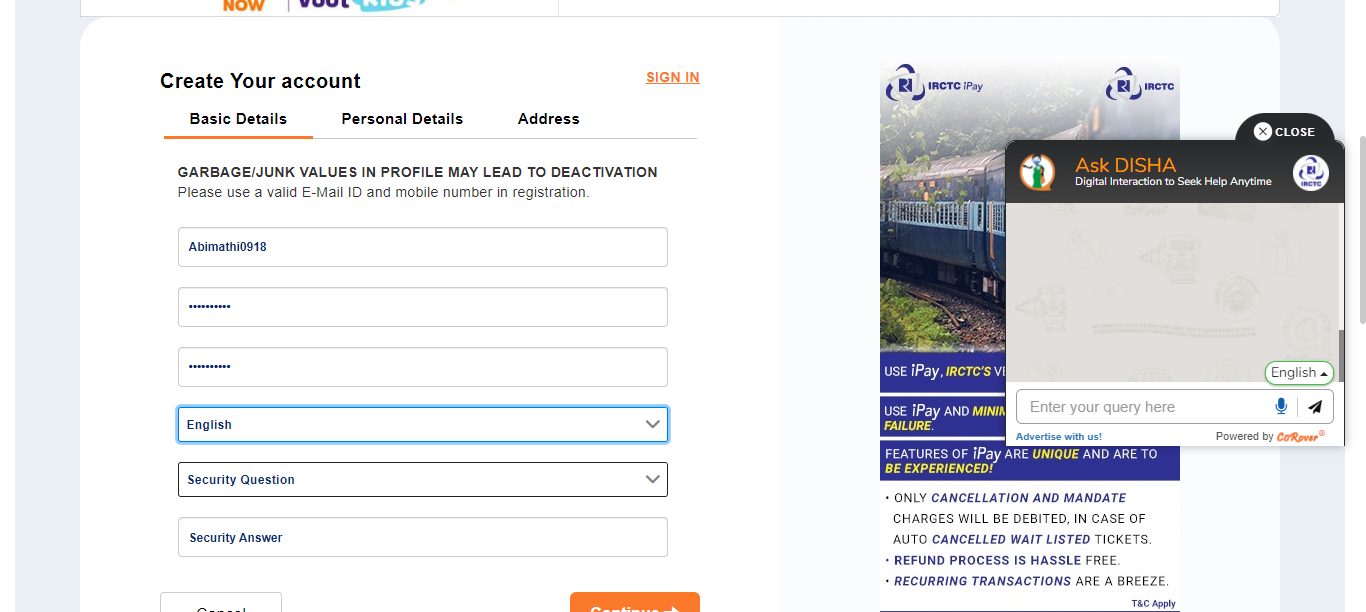 NOW
voot KIDS
Create Your account
SIGN IN
Basic Details
Personal Details
Address
GARBAGE/JUNK VALUES IN PROFILE MAY LEAD TO DEACTIVATION
Please use a valid E-Mail ID and mobile number in registration.
Abimathi0918
••••••••••
••••••••••
English
Security Question
Security Answer
Cancel
Continue
IRCTC iPay
IRCTC
USE iPay, IRCTC'S
USE iPay AND
FAILURE.
FEATURES OF iPay ARE UNIQUE AND ARE TO
BE EXPERIENCED!
• ONLY CANCELLATION AND MANDATE
CHARGES WILL BE DEBITED, IN CASE OF
AUTO CANCELLED WAIT LISTED TICKETS.
• REFUND PROCESS IS HASSLE FREE.
• RECURRING TRANSACTIONS ARE A BREEZE.
T&C Apply
CLOSE
Ask DISHA
Digital Interaction to Seek Help Anytime
IRCTC
English
Enter your query here
Advertise with us!
Powered by CoRover®